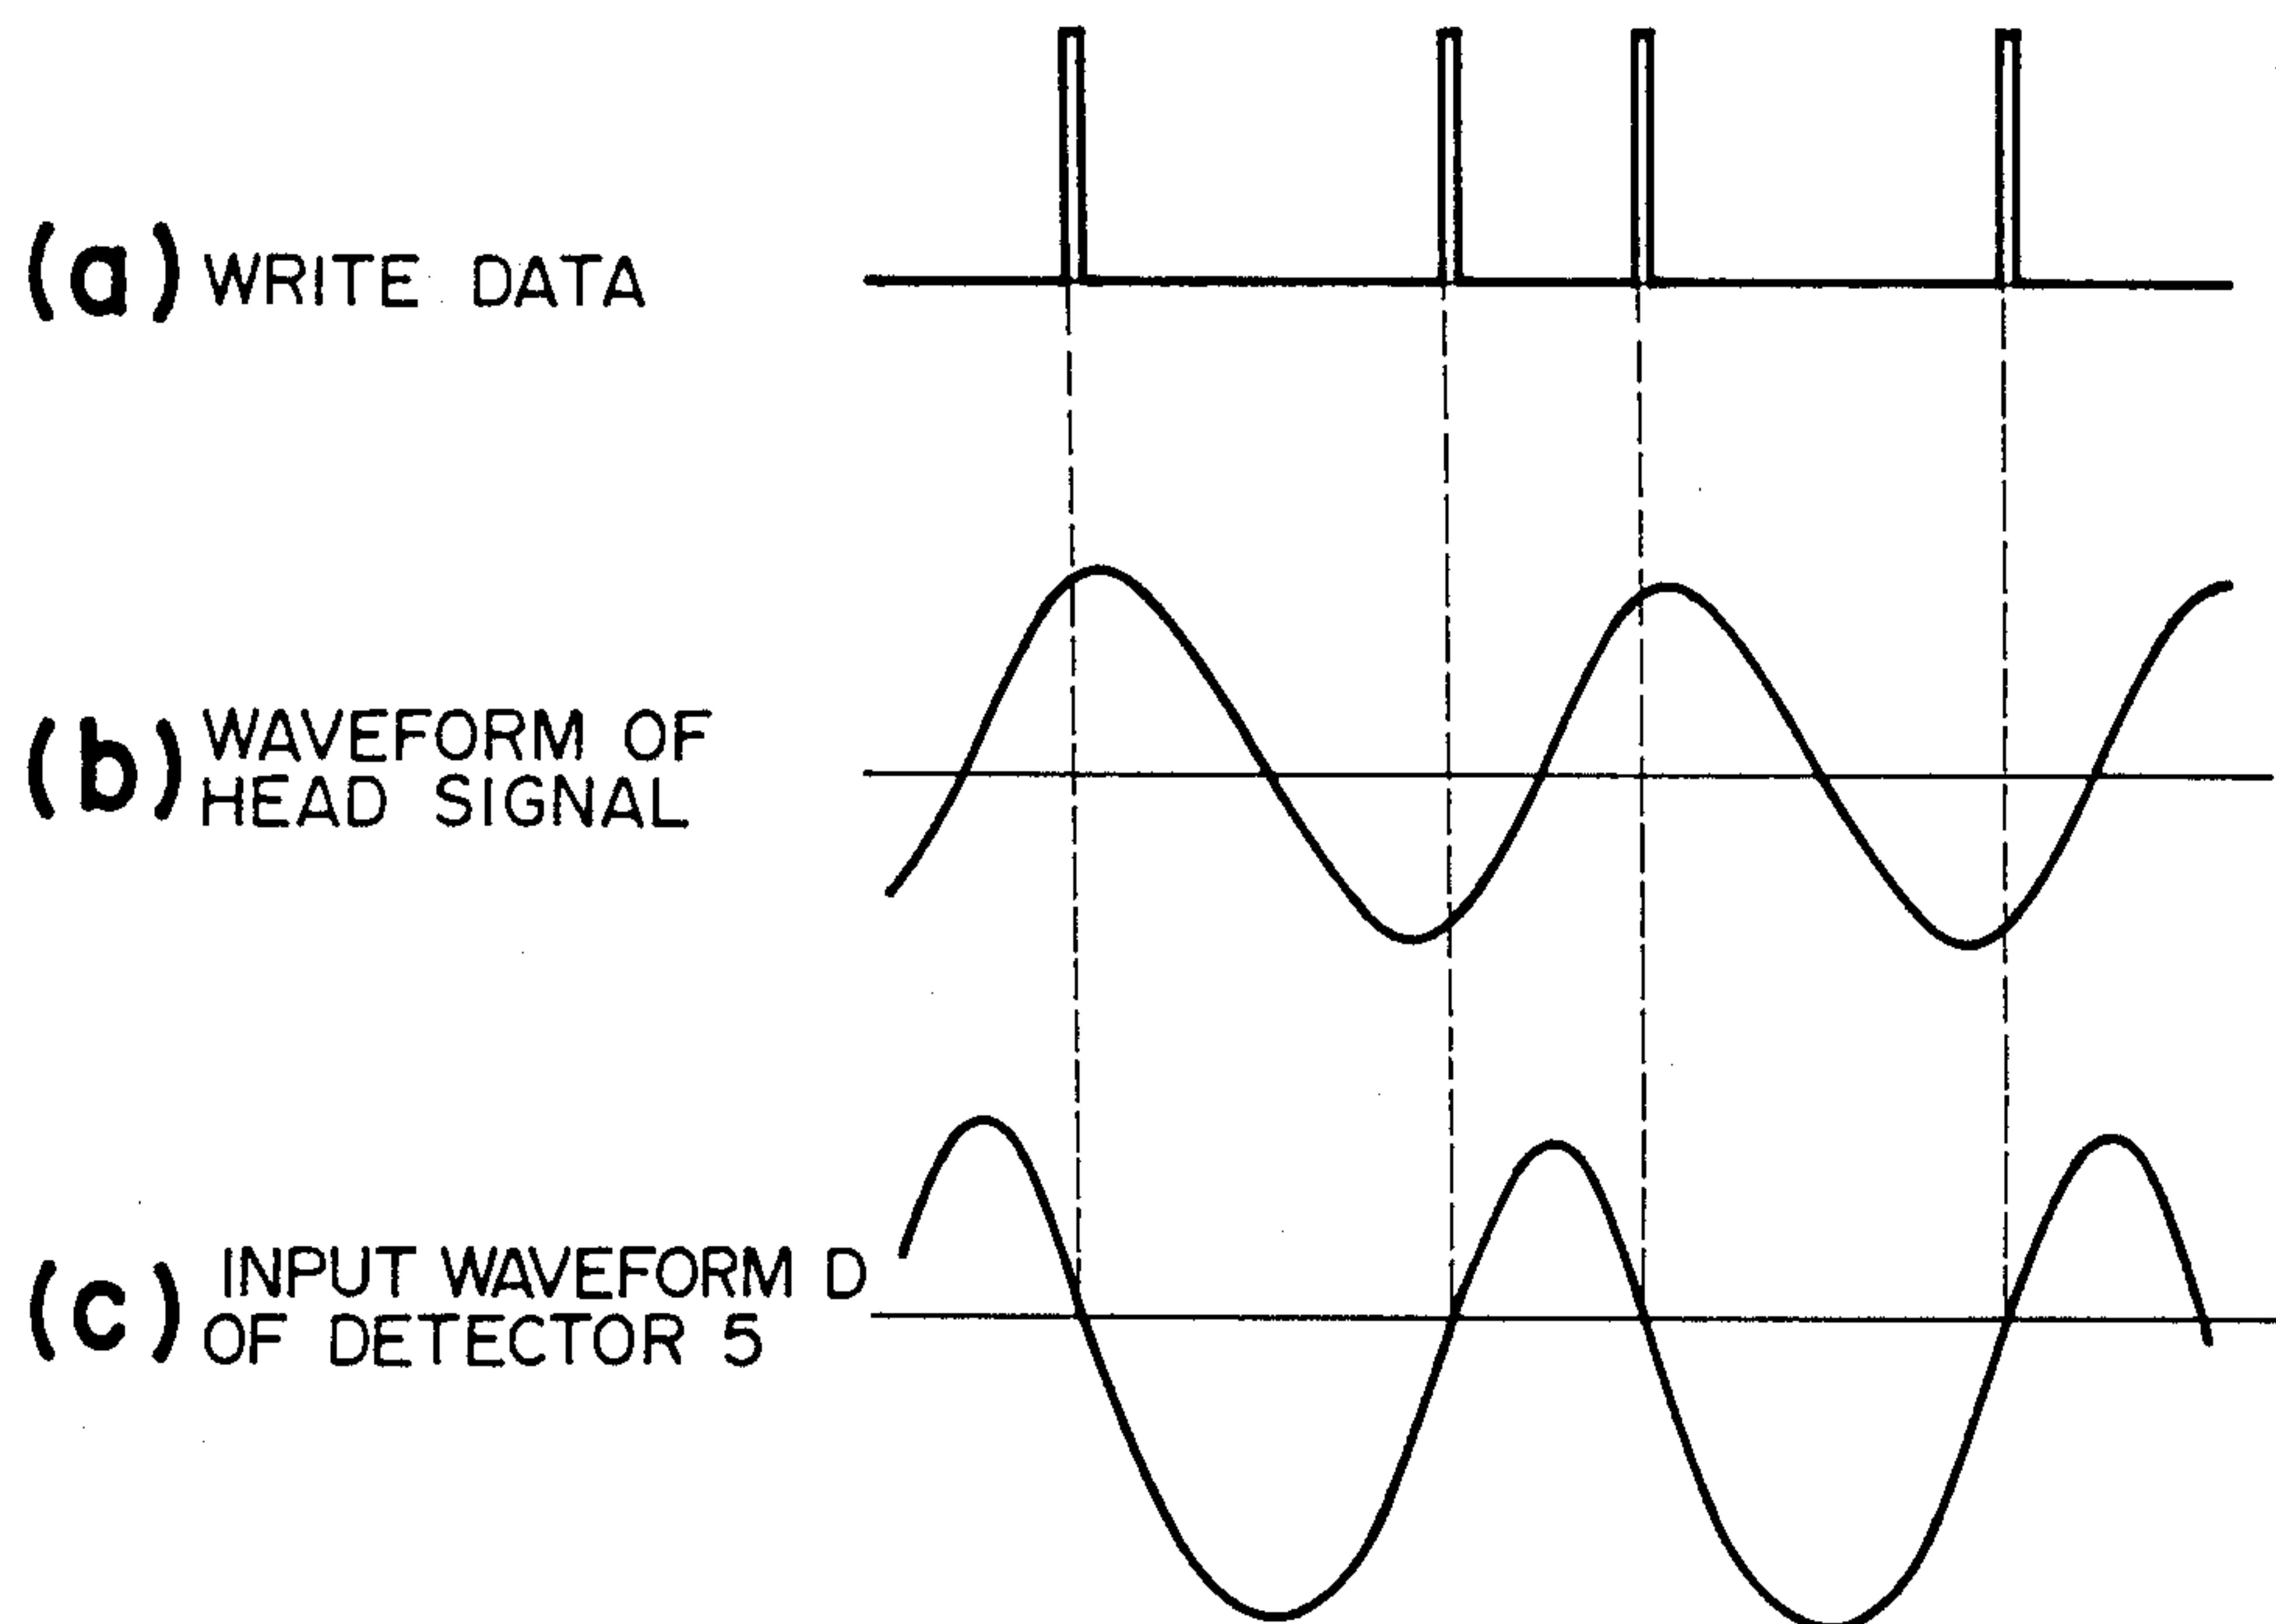 (a) WRITE DATA
(b) WAVEFORM OF
HEAD SIGNAL
(c) INPUT WAVEFORM D
OF DETECTOR 5